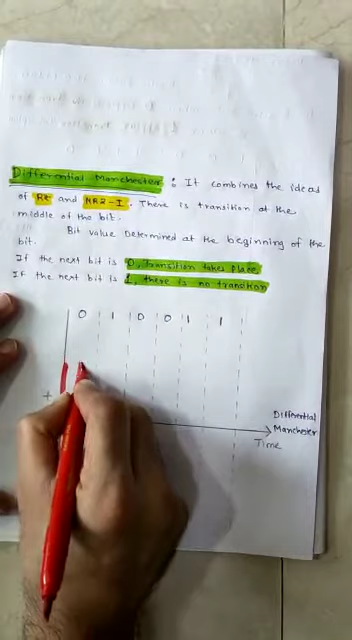 Differential Manchester : It combines the ideas
of RZ and NRZ-I. There is transition at the
middle of the bit.
Bit value Determined at the beginning of the
bit.
If the next bit is 0, Transition takes place
If the next bit is 1, there is no transition
0 1 0 0 1 1
+
Differential
Manchester
Time